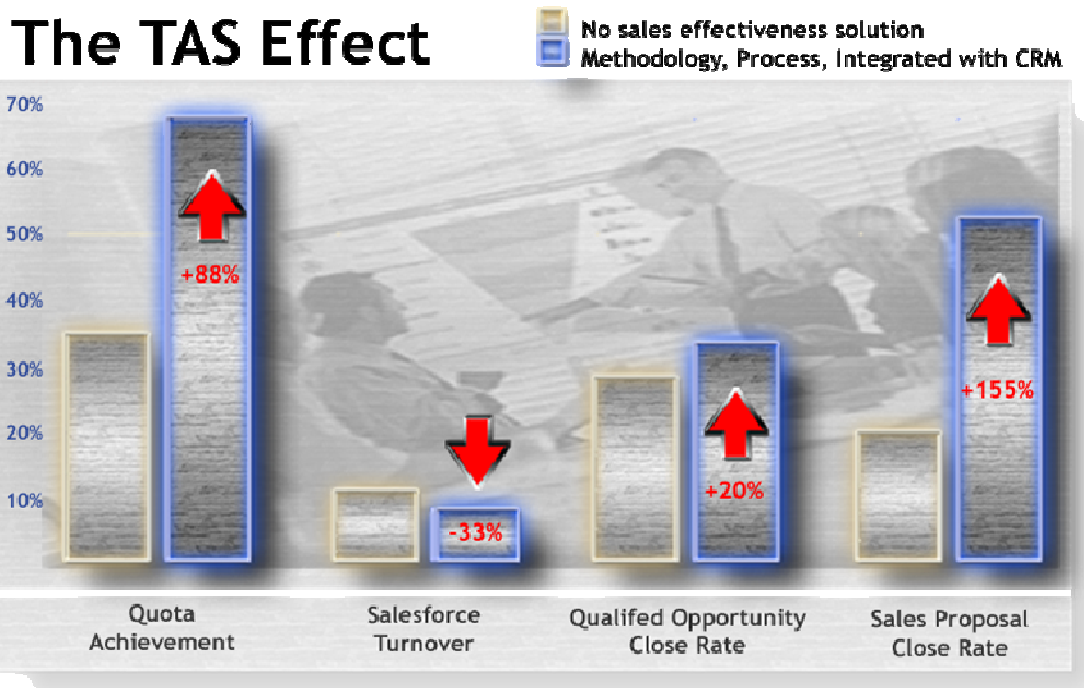 The TAS Effect
No sales effectiveness solution
Methodology, Process, Integrated with CRM
70%
60%
50%
40%
30%
20%
10%
+88%
-33%
+20%
+155%
Quota
Achievement
Salesforce
Turnover
Qualifed Opportunity
Close Rate
Sales Proposal
Close Rate